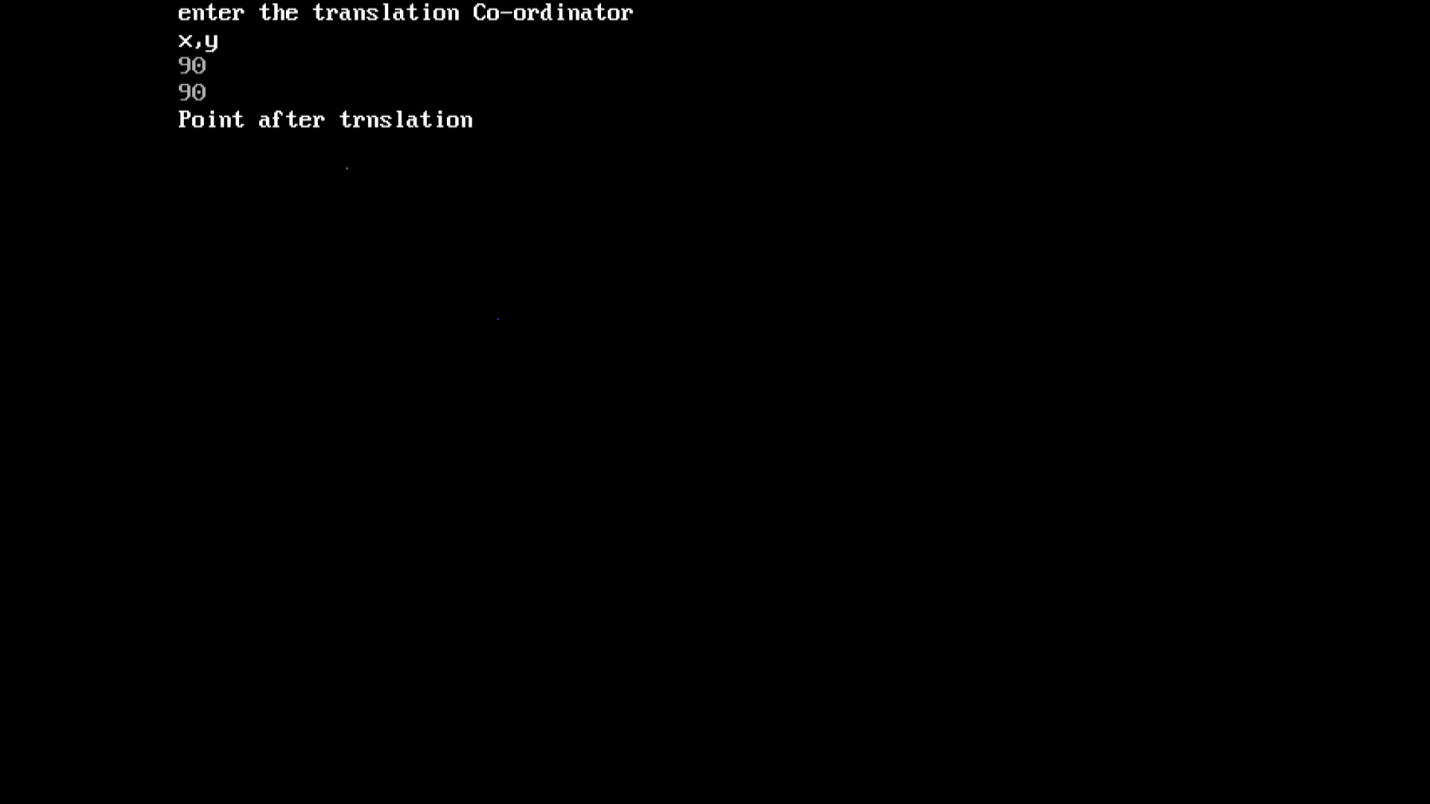 enter the translation Co-ordinator
x,y
90
90
Point after trnslation